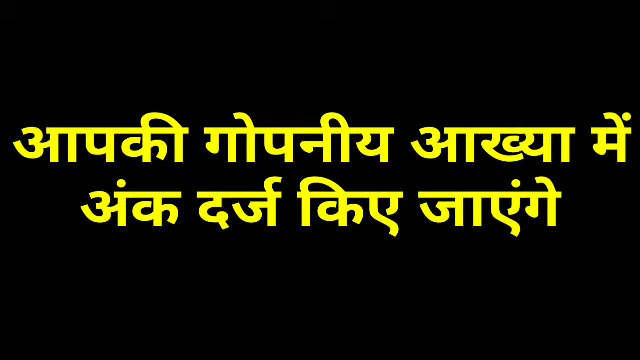 आपकी गोपनीय आख्या में
अंक दर्ज किए जाएंगे